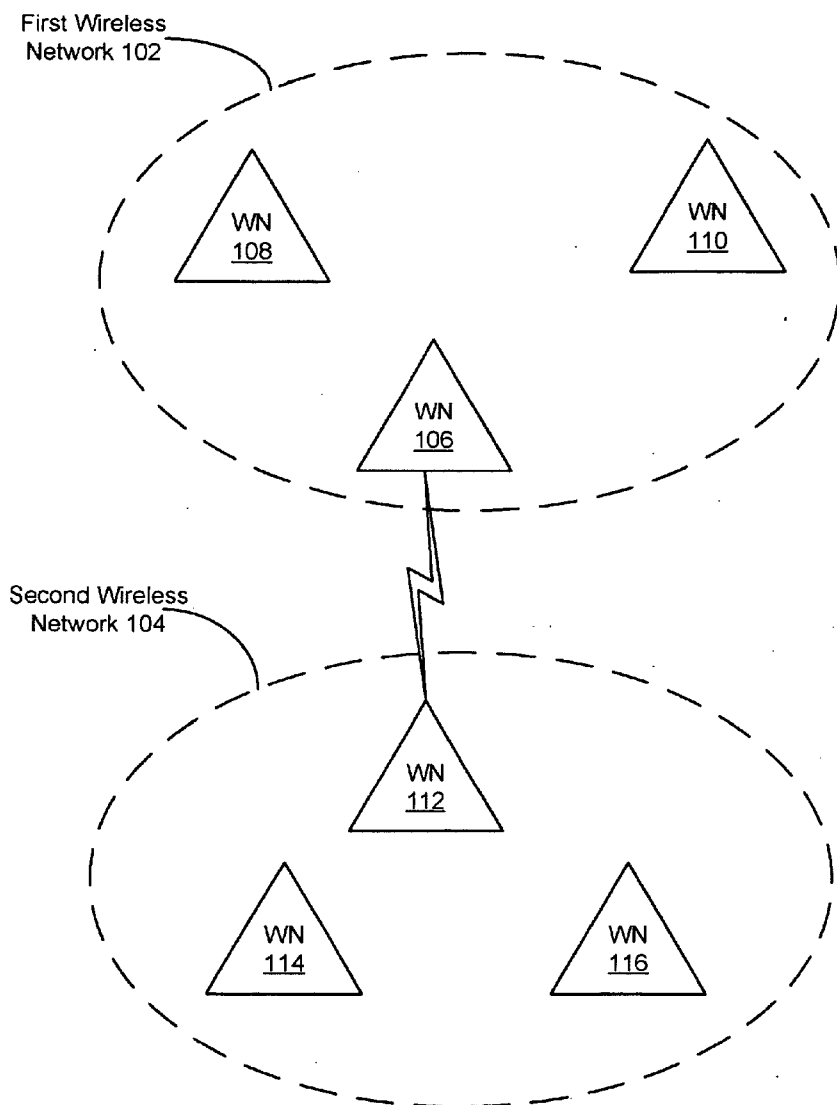 First Wireless
Network 102
WN
108
WN
110
WN
106
Second Wireless
Network 104
WN
112
WN
114
WN
116